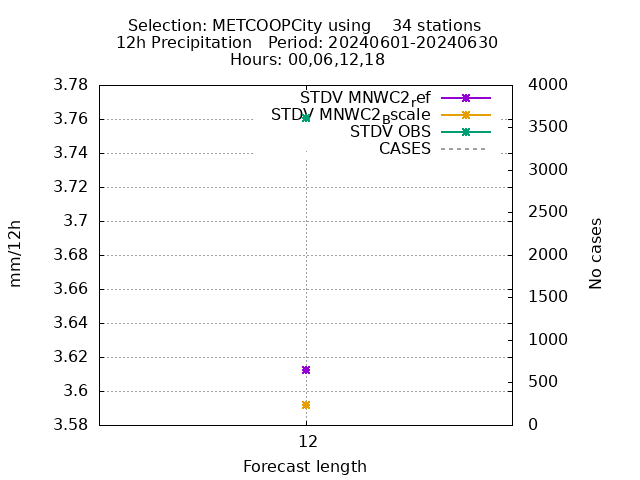 Selection: METCOOPCity using 34 stations
12h Precipitation Period: 20240601-20240630
Hours: 00,06,12,18
3.78
3.76
3.74
3.72
3.7
3.68
3.66
3.64
3.62
3.6
3.58
mm/12h
STDV MNWC2ref
STDV MNWC2Bscale
STDV OBS
CASES
4000
3500
3000
2500
2000
1500
1000
500
0
No cases
12
Forecast length